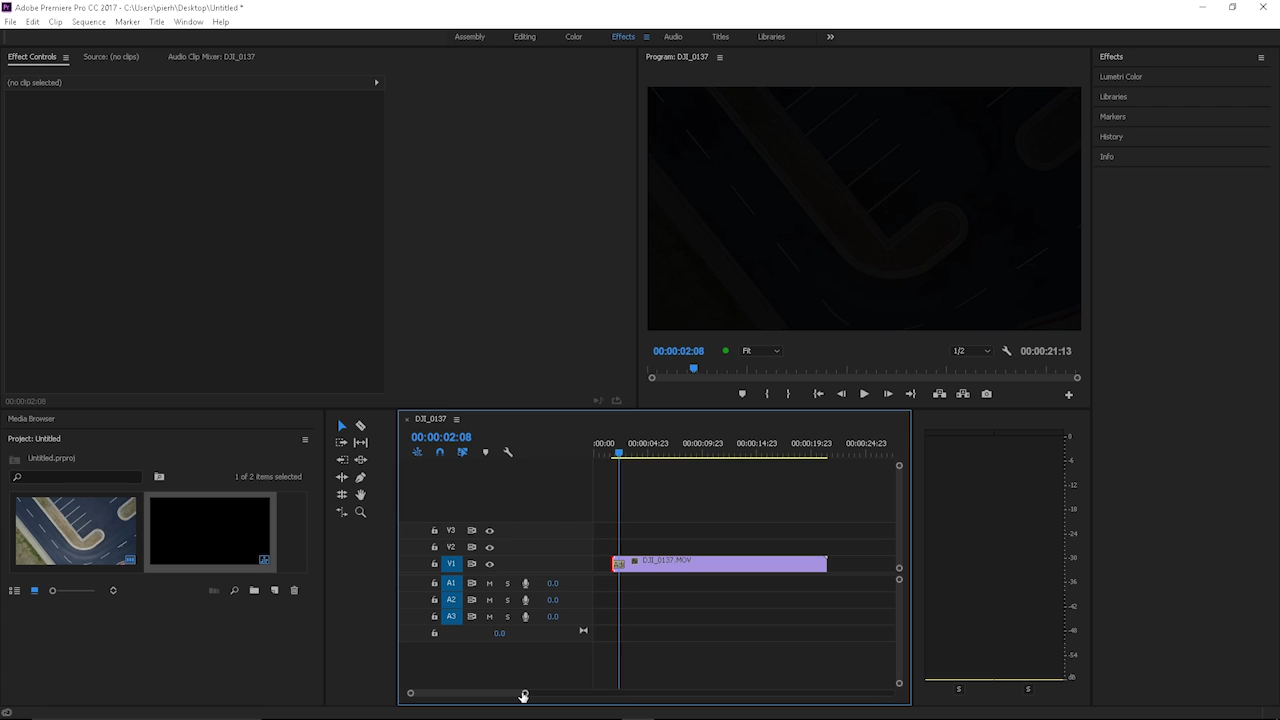 Adobe Premiere Pro CC 2017 - C:\Users\pierh\Desktop\Untitled *
File Edit Clip Sequence Marker Title Window Help
Assembly Editing Color Effects Audio Titles Libraries
Effect Controls Source: (no clips) Audio Clip Mixer: DJI_0137
(no clip selected)
00:00:02:08
Program: DJI_0137
00:00:02:08 Fit 1/2 00:00:21:13
Effects
Lumetri Color
Libraries
Markers
History
Info
Media Browser
Project: Untitled
Untitled.prproj
1 of 2 items selected
DJI_0137
00:00:02:08
:00:00 00:00:04:23 00:00:09:23 00:00:14:23 00:00:19:23 00:00:24:23
V3
V2
V1 DJI_0137.MOV
A1 M S 0.0
A2 M S 0.0
A3 M S 0.0
0.0
0
-6
-12
-18
-24
-30
-36
-42
-48
-54
dB
S S